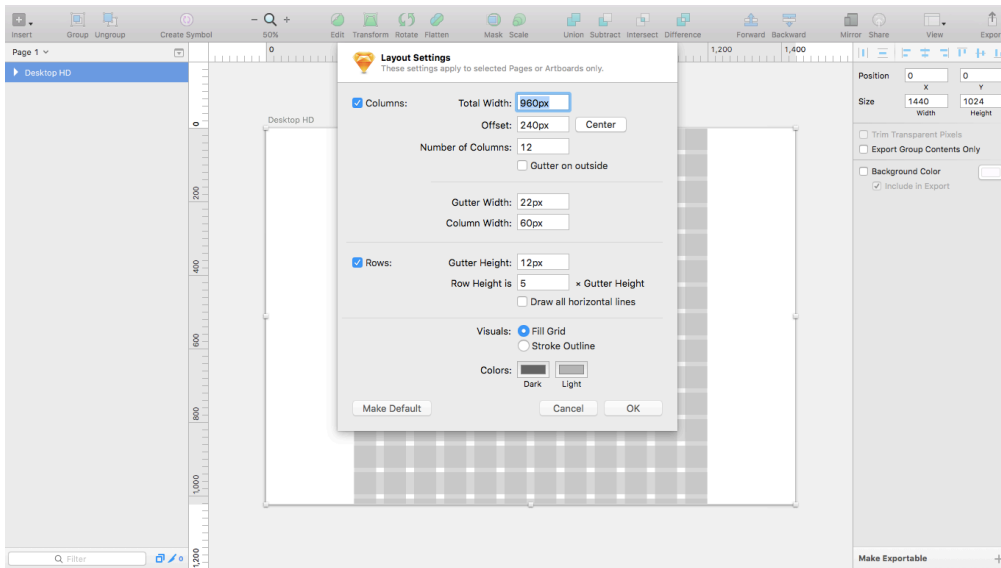 Insert Group Ungroup Create Symbol 50% Edit Transform Rotate Flatten Mask Scale Union Subtract Intersect Difference Forward Backward Mirror Share View Export
Page 1
Desktop HD
0 1,200 1,400
0
200
400
600
800
1,000
1,200
Desktop HD
Layout Settings
These settings apply to selected Pages or Artboards only.
Columns: Total Width: 960px
Offset: 240px Center
Number of Columns: 12
Gutter on outside
Gutter Width: 22px
Column Width: 60px
Rows: Gutter Height: 12px
Row Height is 5 × Gutter Height
Draw all horizontal lines
Visuals: Fill Grid
Stroke Outline
Colors:
Dark Light
Make Default Cancel OK
Position 0 0
X Y
Size 1440 1024
Width Height
Trim Transparent Pixels
Export Group Contents Only
Background Color
Include in Export
Filter 0
Make Exportable